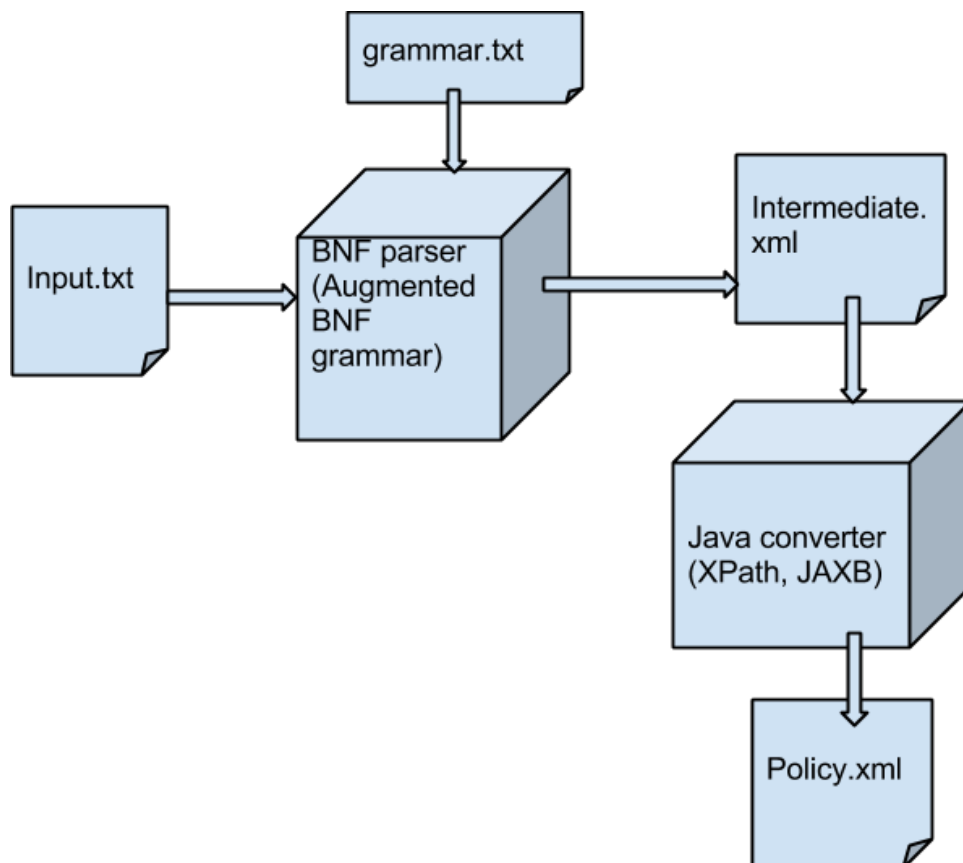 grammar.txt
Input.txt
BNF parser
(Augmented
BNF
grammar)
Intermediate.
xml
Java converter
(XPath, JAXB)
Policy.xml